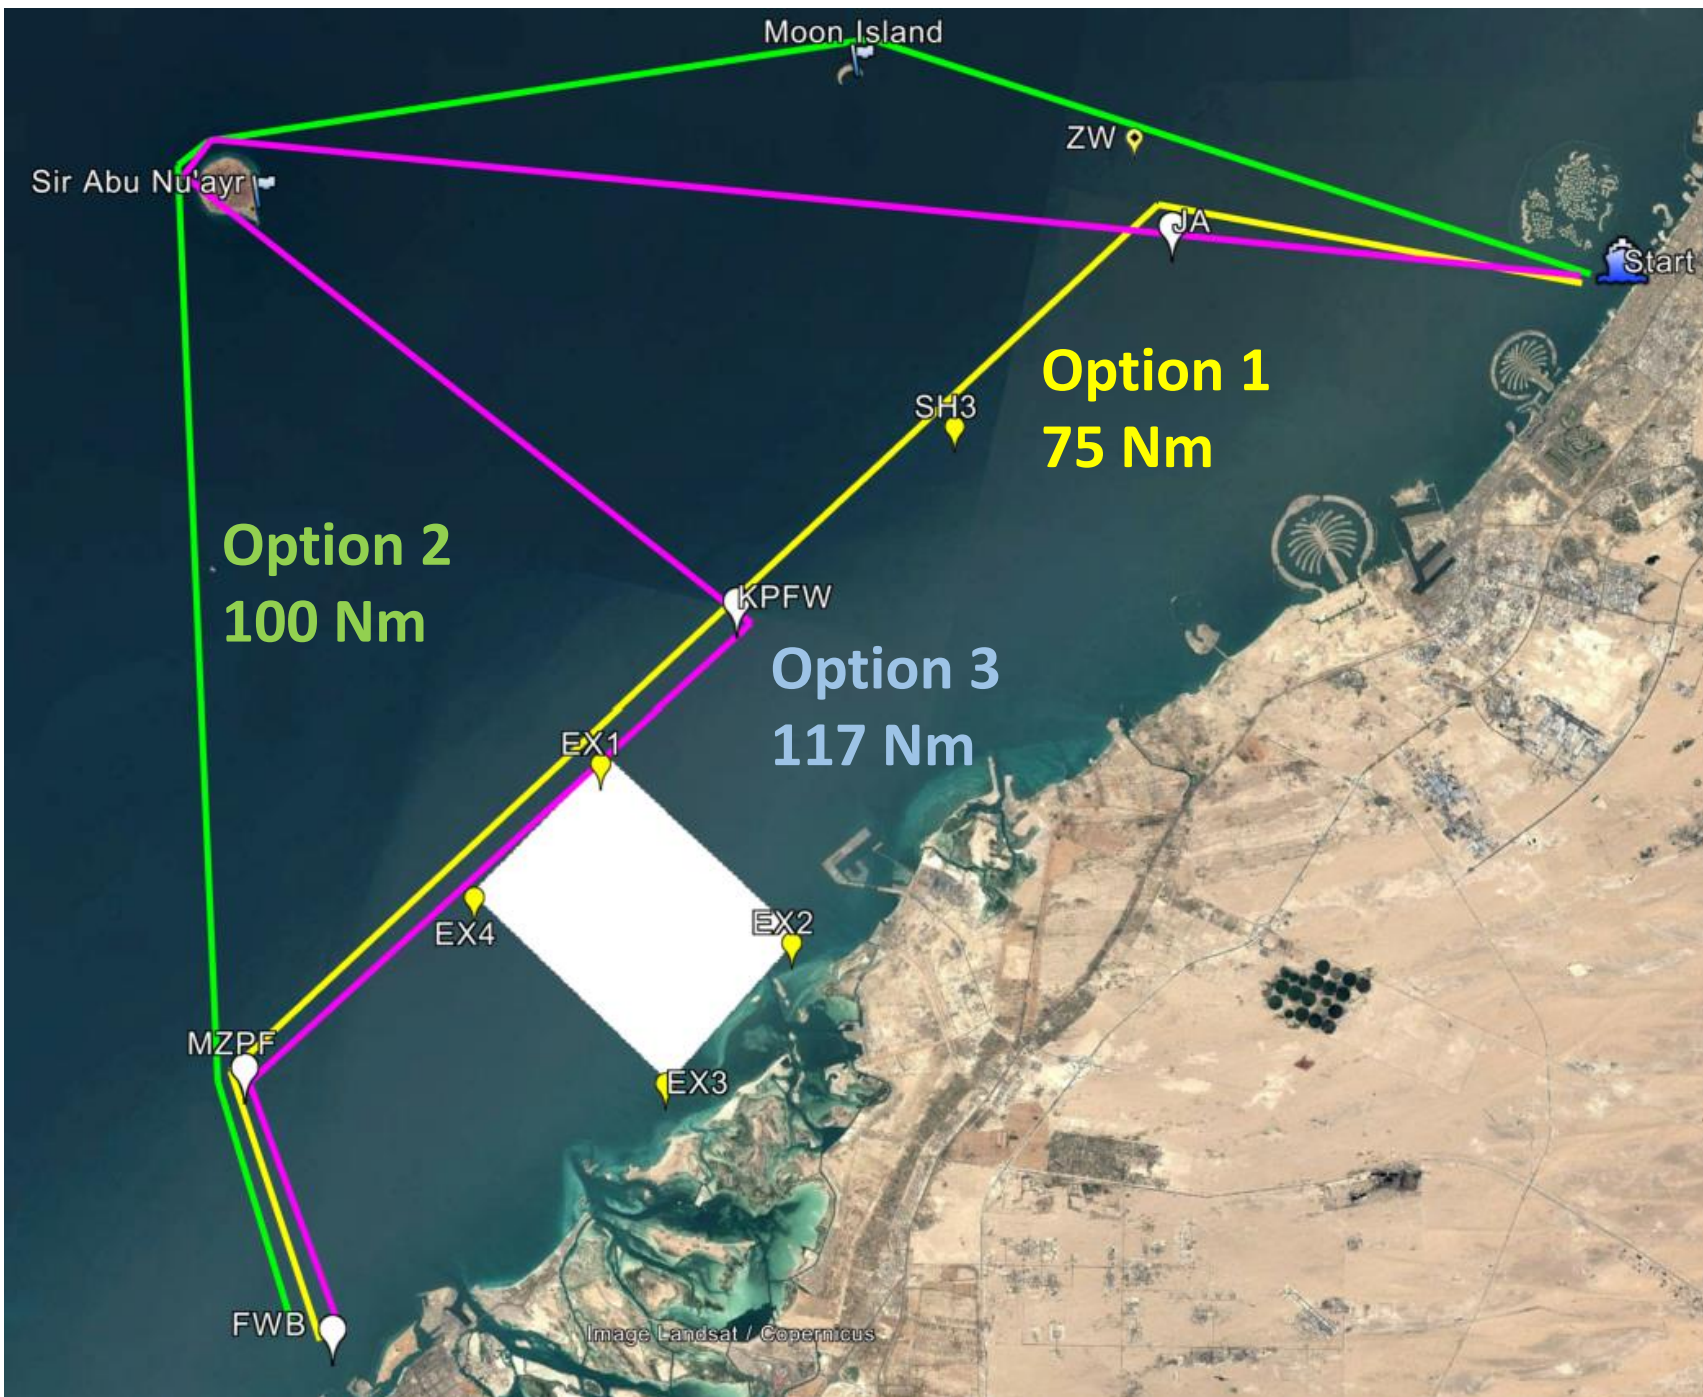 Moon Island
ZW
Sir Abu Nu'ayr
JA
Start
Option 1
75 Nm
SH3
Option 2
100 Nm
KPFW
Option 3
117 Nm
EX1
EX2
EX4
MZPF
EX3
FWB
Image Landsat / Copernicus